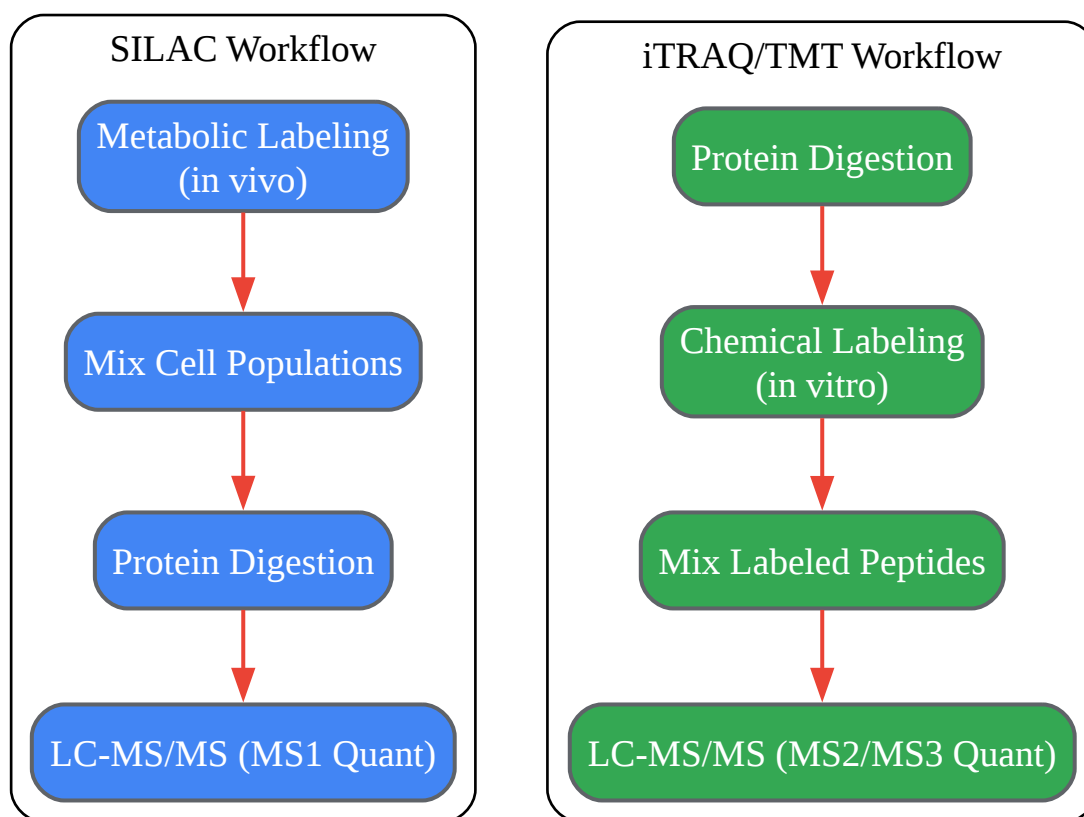 SILAC Workflow
Metabolic Labeling
(in vivo)
Mix Cell Populations
Protein Digestion
LC-MS/MS (MS1 Quant)
iTRAQ/TMT Workflow
Protein Digestion
Chemical Labeling
(in vitro)
Mix Labeled Peptides
LC-MS/MS (MS2/MS3 Quant)